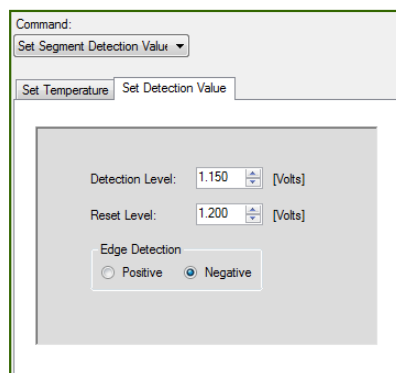 Command:
Set Segment Detection Value
Set Temperature Set Detection Value
Detection Level: 1.150 [Volts]
Reset Level: 1.200 [Volts]
Edge Detection
Positive Negative